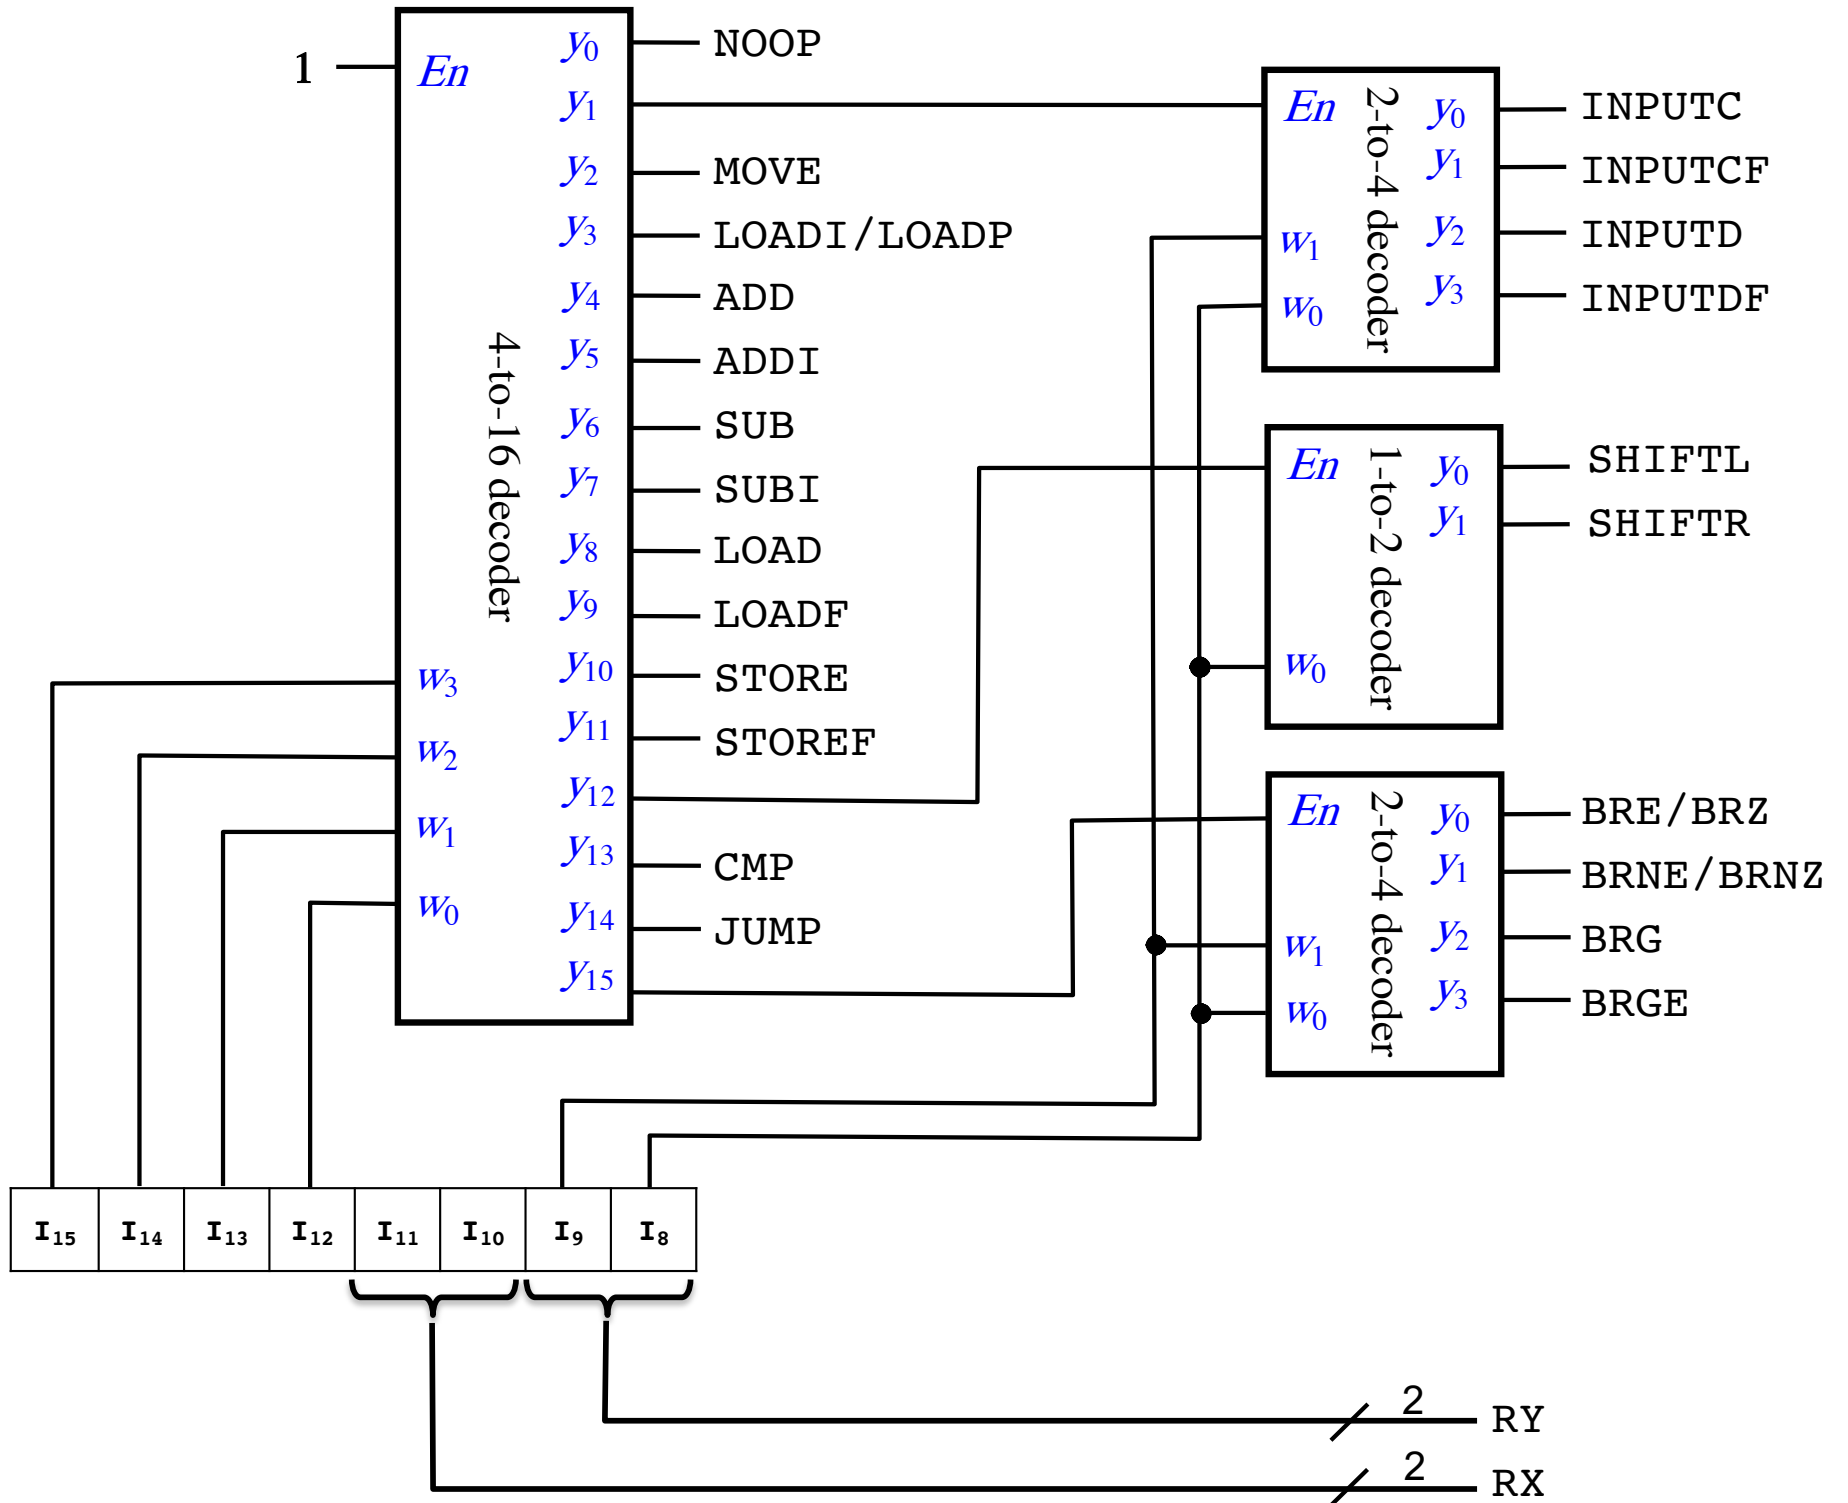 1
En
y0
y1
y2
y3
y4
y5
y6
y7
y8
y9
y10
y11
y12
y13
y14
y15
w3
w2
w1
w0
4-to-16 decoder
NOOP
MOVE
LOADI/LOADP
ADD
ADDI
SUB
SUBI
LOAD
LOADF
STORE
STOREF
CMP
JUMP
En
w1
w0
2-to-4 decoder
y0
y1
y2
y3
INPUTC
INPUTCF
INPUTD
INPUTDF
En
w0
1-to-2 decoder
y0
y1
SHIFTL
SHIFTR
En
w1
w0
2-to-4 decoder
y0
y1
y2
y3
BRE/BRZ
BRNE/BRNZ
BRG
BRGE
I15 I14 I13 I12 I11 I10 I9 I8
2 RY
2 RX